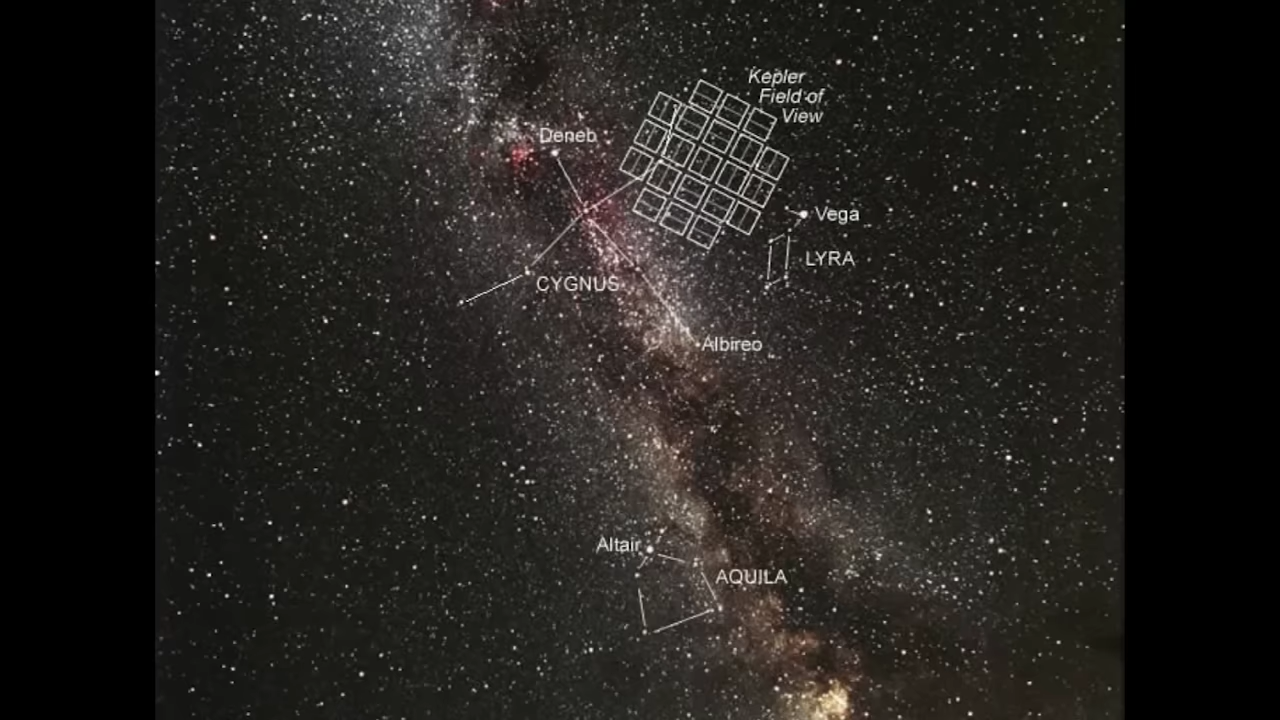 Kepler
Field of
View
Deneb
Vega
LYRA
CYGNUS
Albireo
Altair
AQUILA